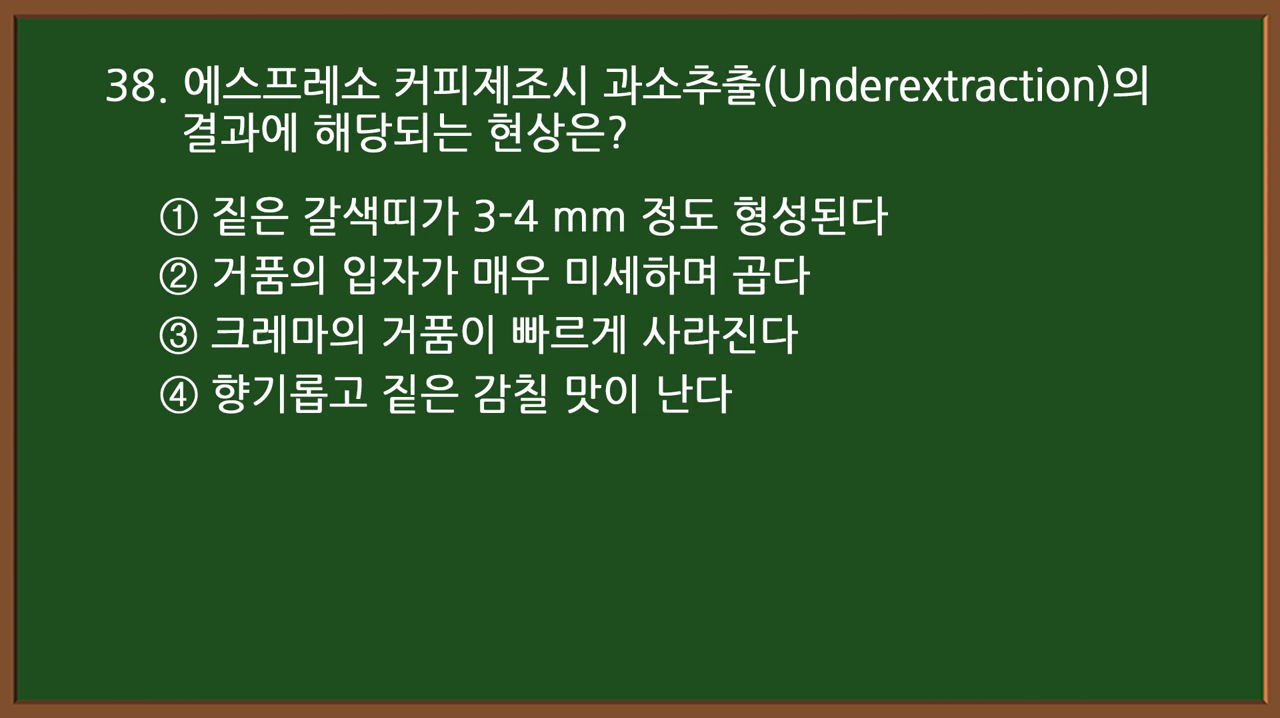 38. 에스프레소 커피제조시 과소추출(Underextraction)의
결과에 해당되는 현상은?
① 짙은 갈색띠가 3-4 mm 정도 형성된다
② 거품의 입자가 매우 미세하며 곱다
③ 크레마의 거품이 빠르게 사라진다
④ 향기롭고 짙은 감칠 맛이 난다